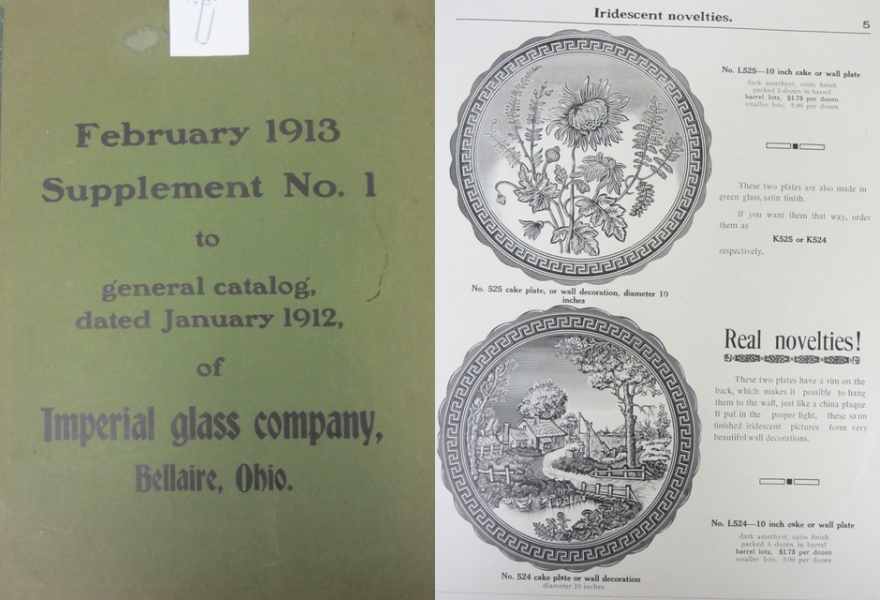 February 1913
Supplement No. 1
to
general catalog,
dated January 1912,
of
Imperial glass company,
Bellaire, Ohio.
Iridescent novelties.
5
No. L525—10 inch cake or wall plate
dark amethyst, satin finish
packed 5 dozen in barrel
barrel lots, $1.75 per dozen
smaller lots, 2.00 per dozen
These two plates are also made in
green glass, satin finish.
If you want them that way, order
them as
K525 or K524
respectively.
No. 525 cake plate, or wall decoration, diameter 10
inches
Real novelties!
These two plates have a rim on the
back, which makes it possible to hang
them to the wall, just like a china plaque.
If put in the proper light, these satin
finished iridescent pictures form very
beautiful wall decorations.
No. L524—10 inch cake or wall plate
dark amethyst, satin finish
packed 5 dozen in barrel
barrel lots, $1.75 per dozen
smaller lots, 2.00 per dozen
No. 524 cake plate or wall decoration
diameter 10 inches